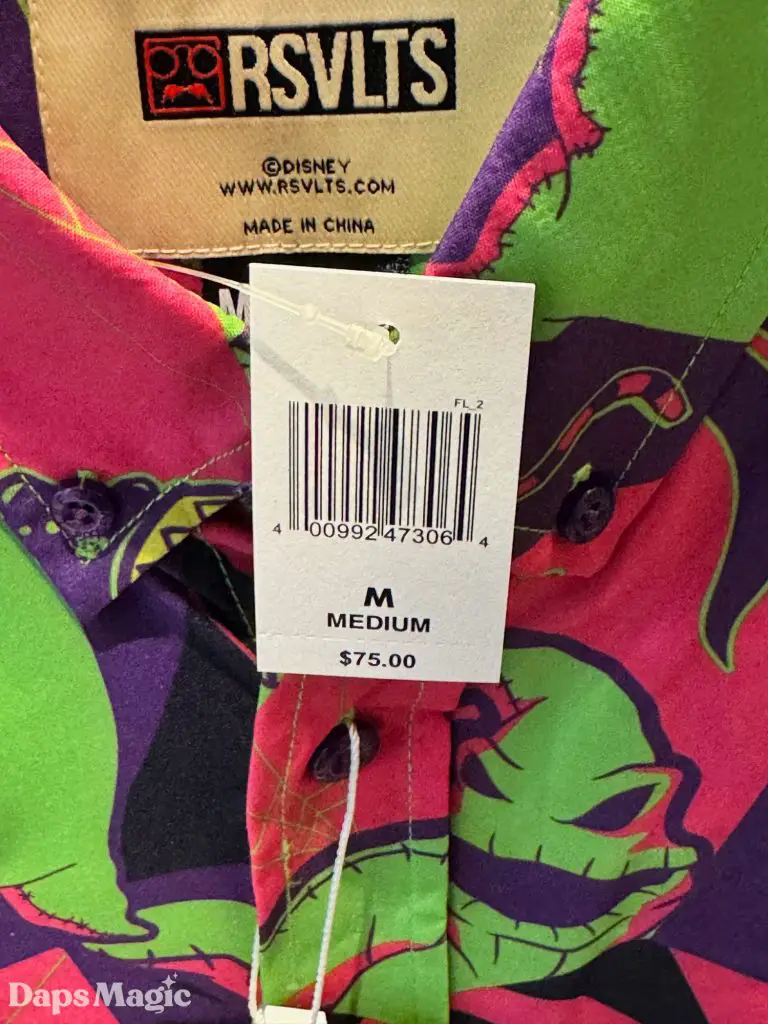 RSVLTS
©DISNEY
WWW.RSVLTS.COM
MADE IN CHINA
M
FL_2
4 00992 47306 4
M
MEDIUM
$75.00
DapsMagic